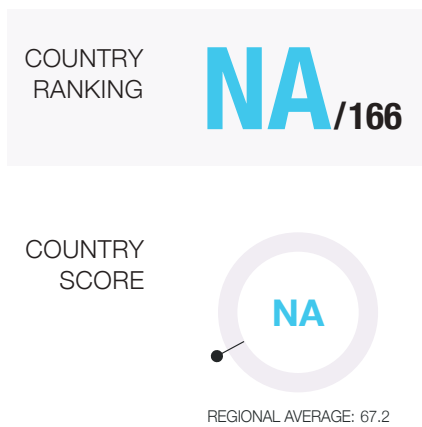 COUNTRY
RANKING
NA/166
COUNTRY
SCORE
NA
REGIONAL AVERAGE: 67.2